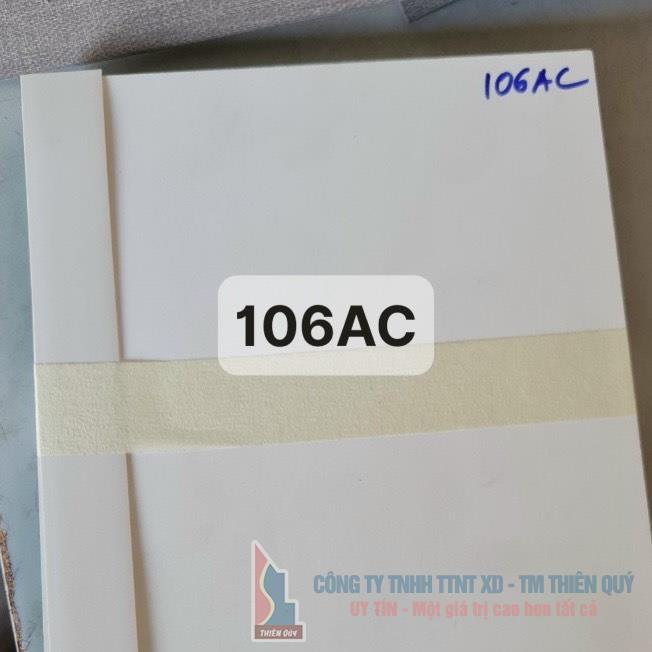 106AC
106AC
CÔNG TY TNHH TTNT XD - TM THIÊN QUÝ
UY TÍN - Một giá trị cao hơn tất cả
THIÊN QUÝ